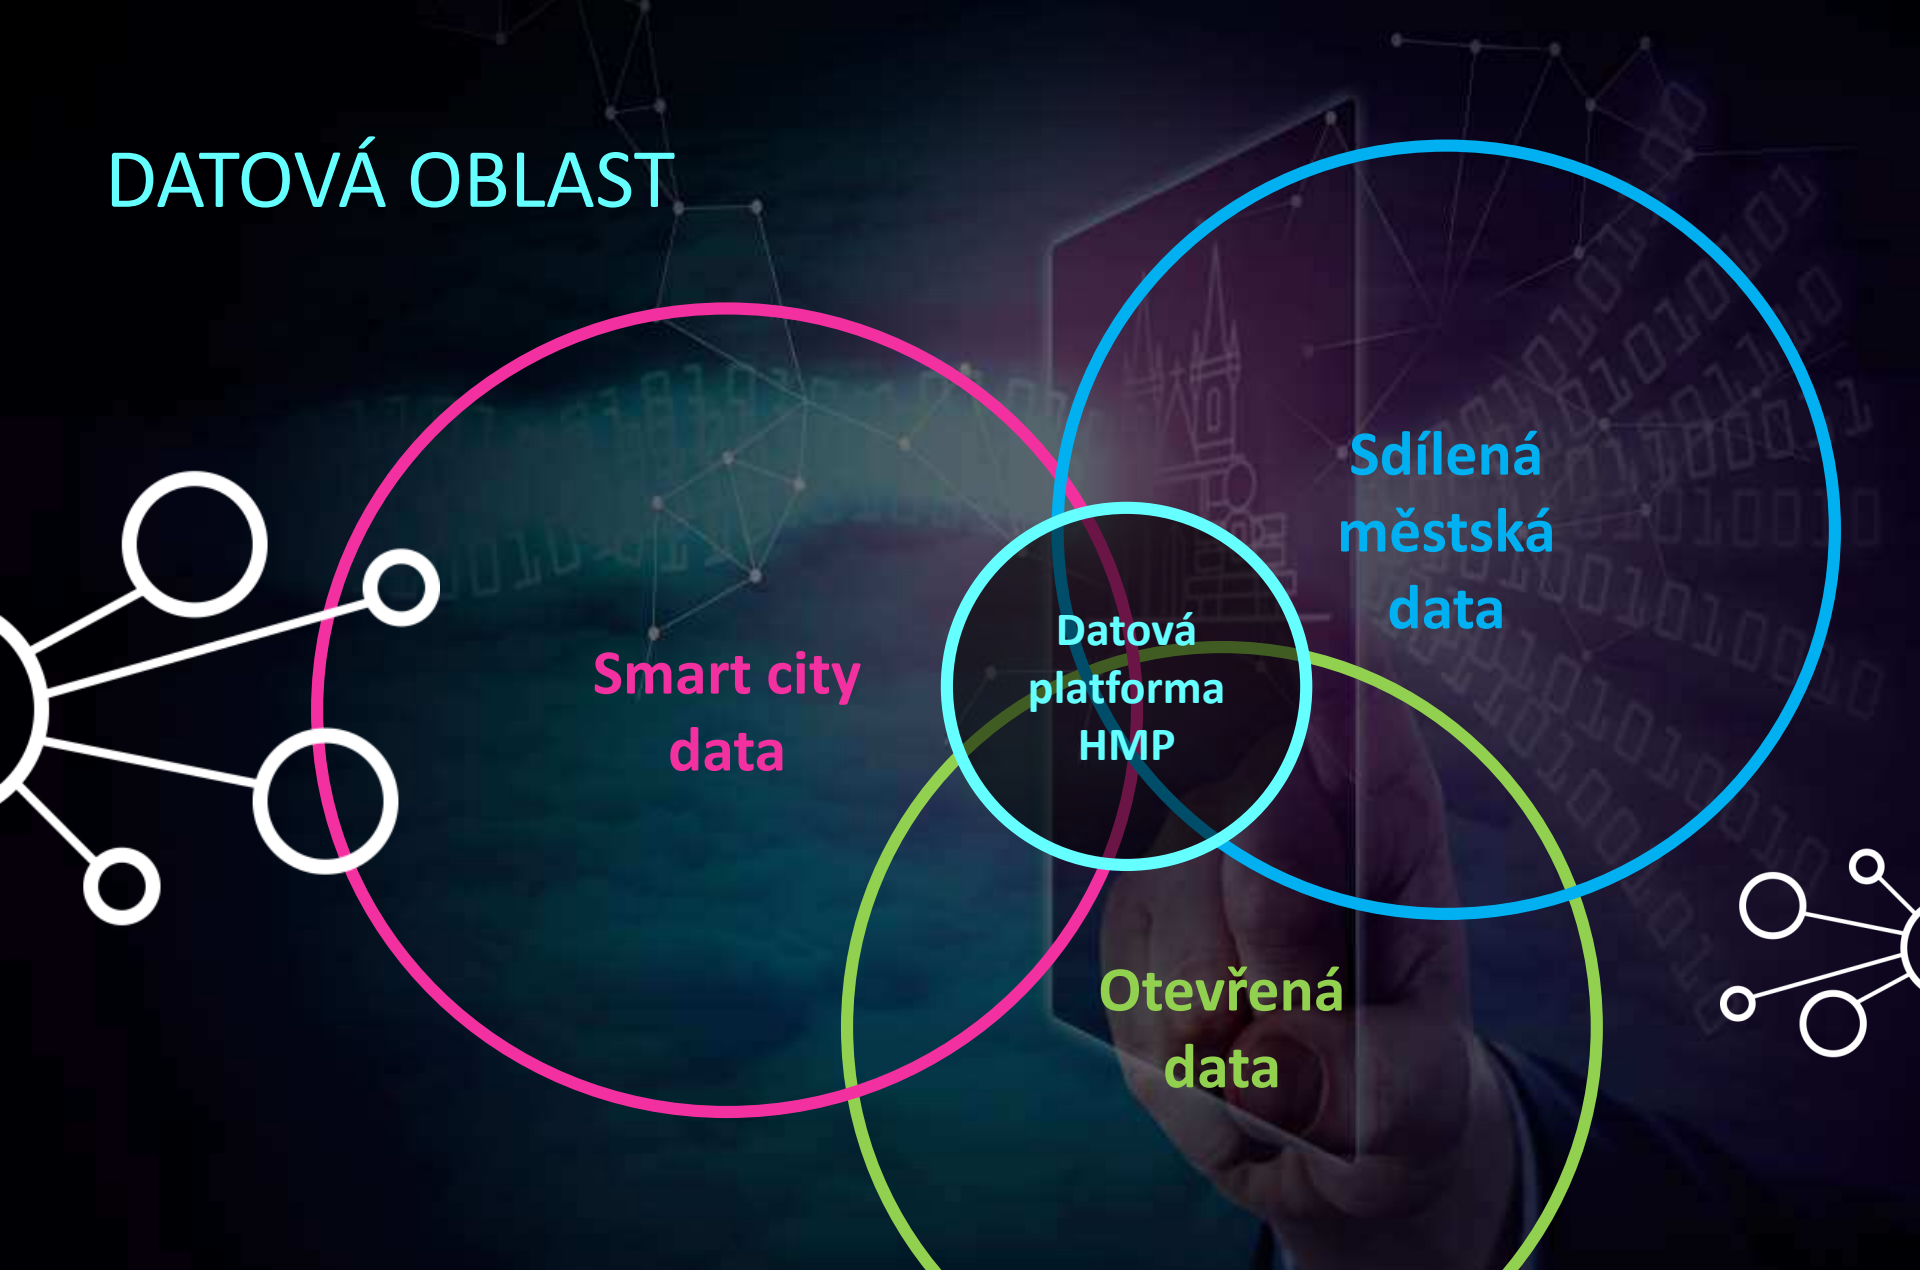 DATOVÁ OBLAST
Sdílená
městská
data
Datová
platforma
HMP
Smart city
data
Otevřená
data